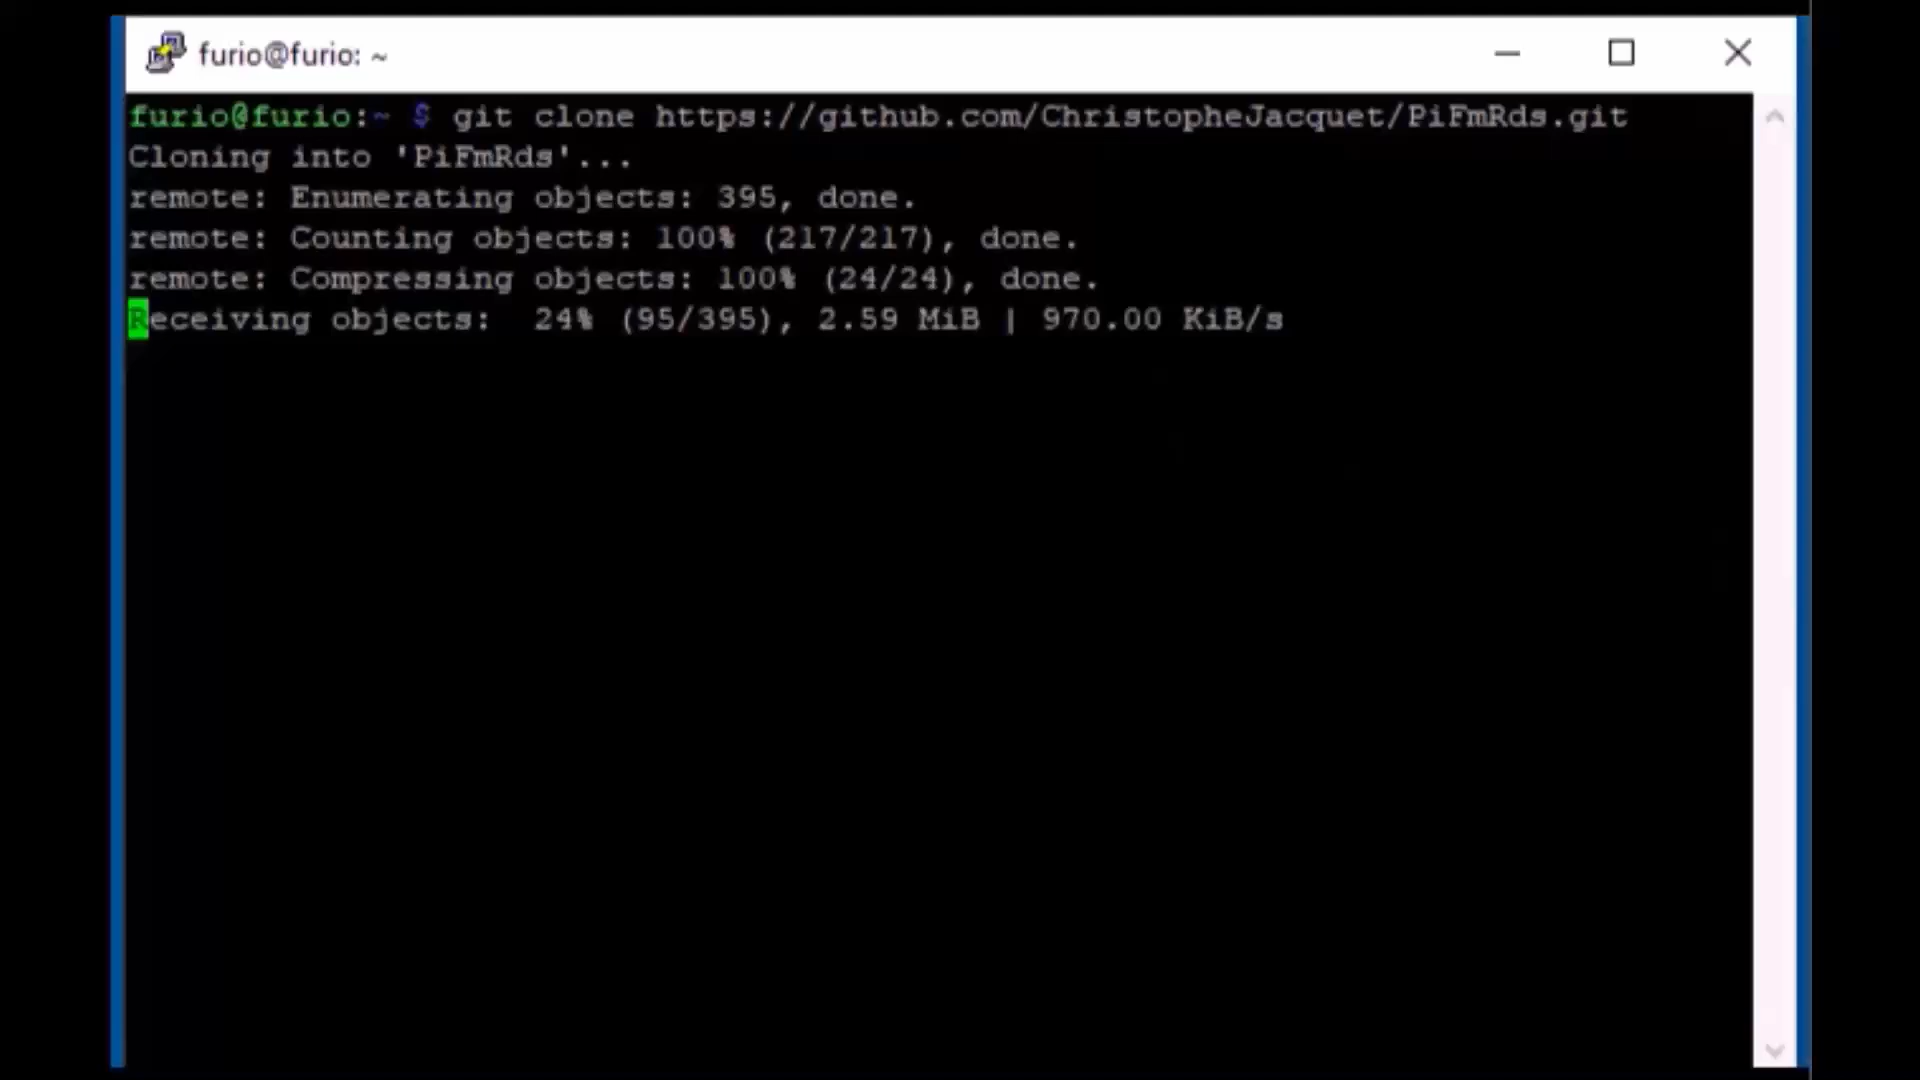 furio@furio: ~
furio@furio:~ $ git clone https://github.com/ChristopheJacquet/PiFmRds.git
Cloning into 'PiFmRds'...
remote: Enumerating objects: 395, done.
remote: Counting objects: 100% (217/217), done.
remote: Compressing objects: 100% (24/24), done.
Receiving objects:  24% (95/395), 2.59 MiB | 970.00 KiB/s